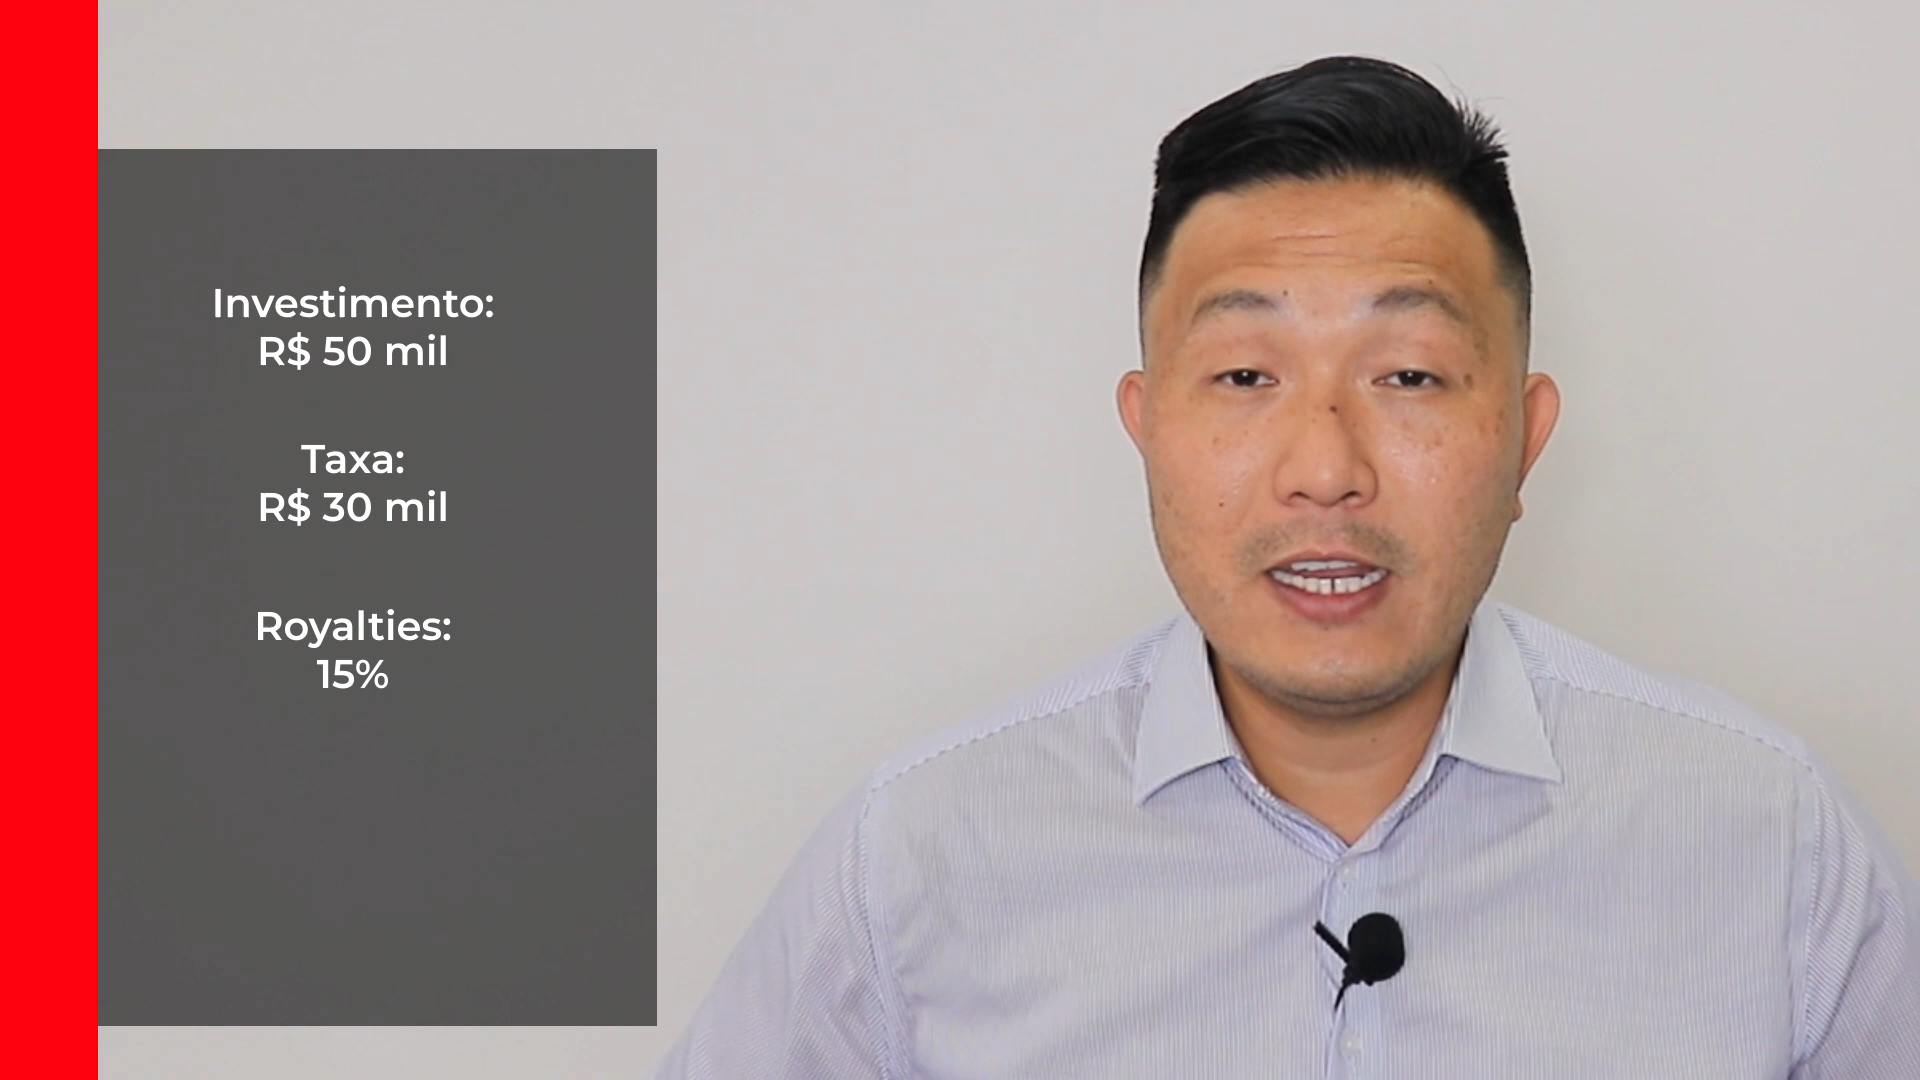 Investimento:
R$ 50 mil
Taxa:
R$ 30 mil
Royalties:
15%